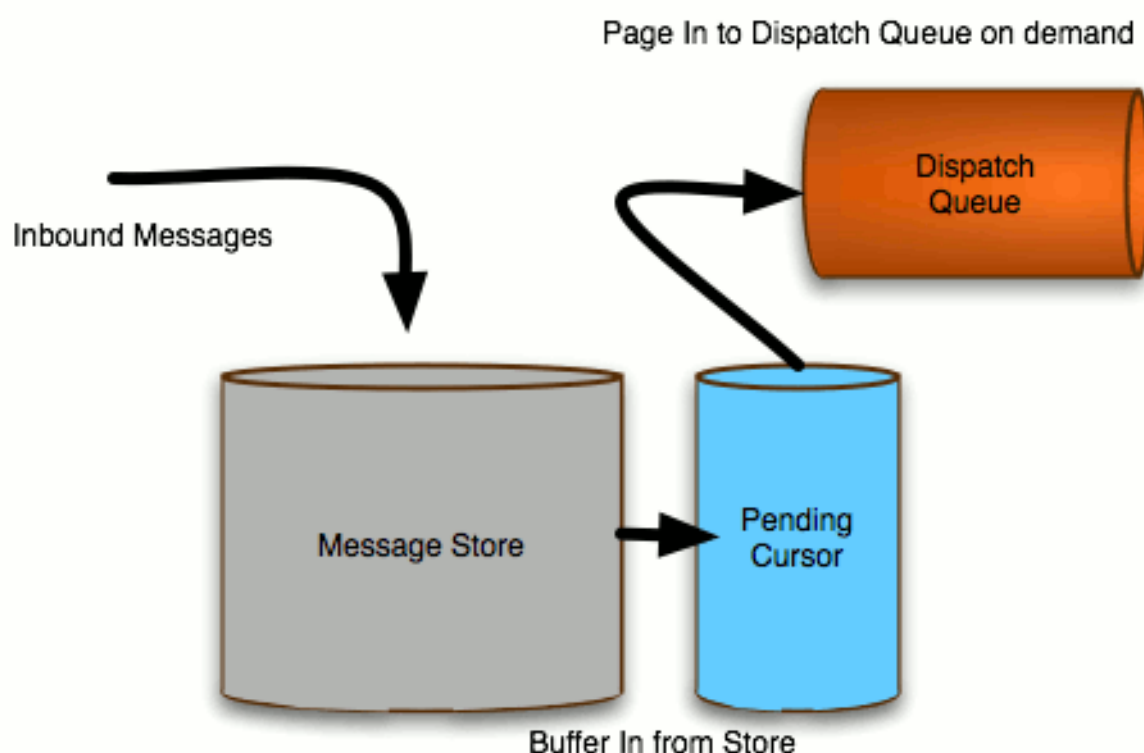 Page In to Dispatch Queue on demand
Dispatch
Queue
Inbound Messages
Message Store
Pending
Cursor
Buffer In from Store